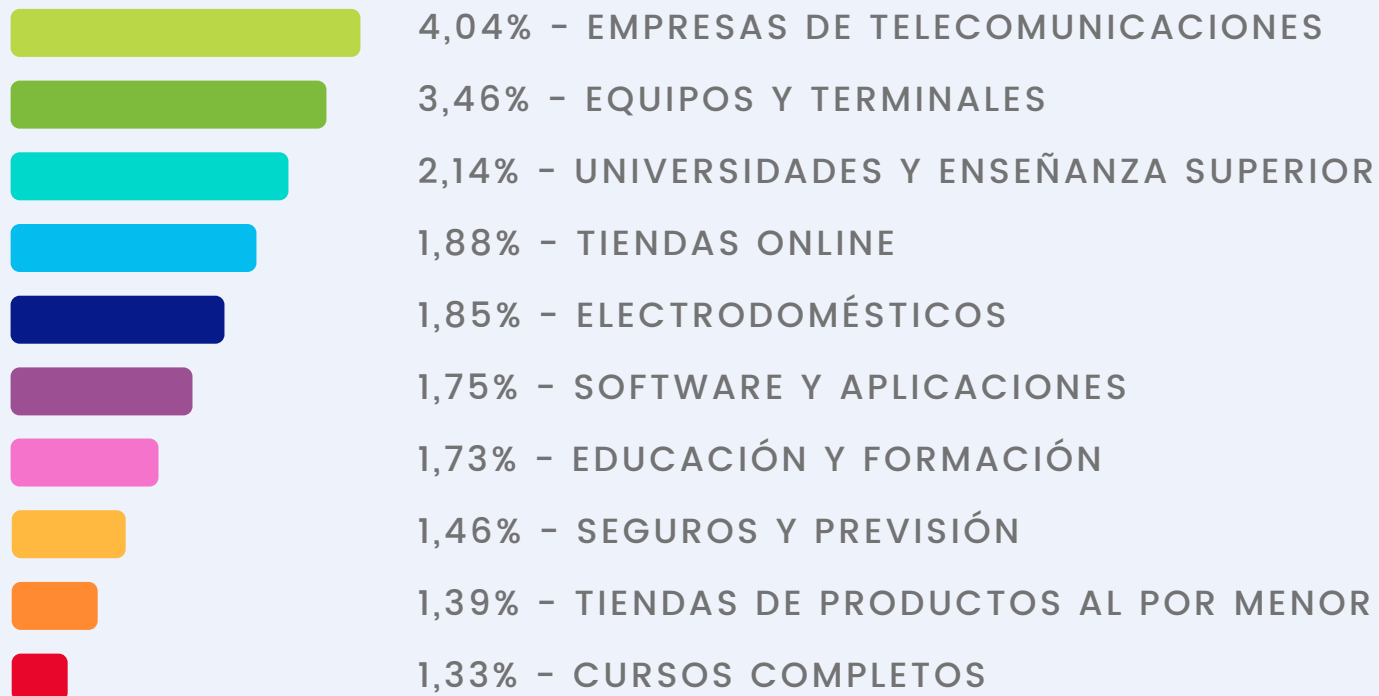 4,04% - EMPRESAS DE TELECOMUNICACIONES
3,46% - EQUIPOS Y TERMINALES
2,14% - UNIVERSIDADES Y ENSEÑANZA SUPERIOR
1,88% - TIENDAS ONLINE
1,85% - ELECTRODOMÉSTICOS
1,75% - SOFTWARE Y APLICACIONES
1,73% - EDUCACIÓN Y FORMACIÓN
1,46% - SEGUROS Y PREVISIÓN
1,39% - TIENDAS DE PRODUCTOS AL POR MENOR
1,33% - CURSOS COMPLETOS